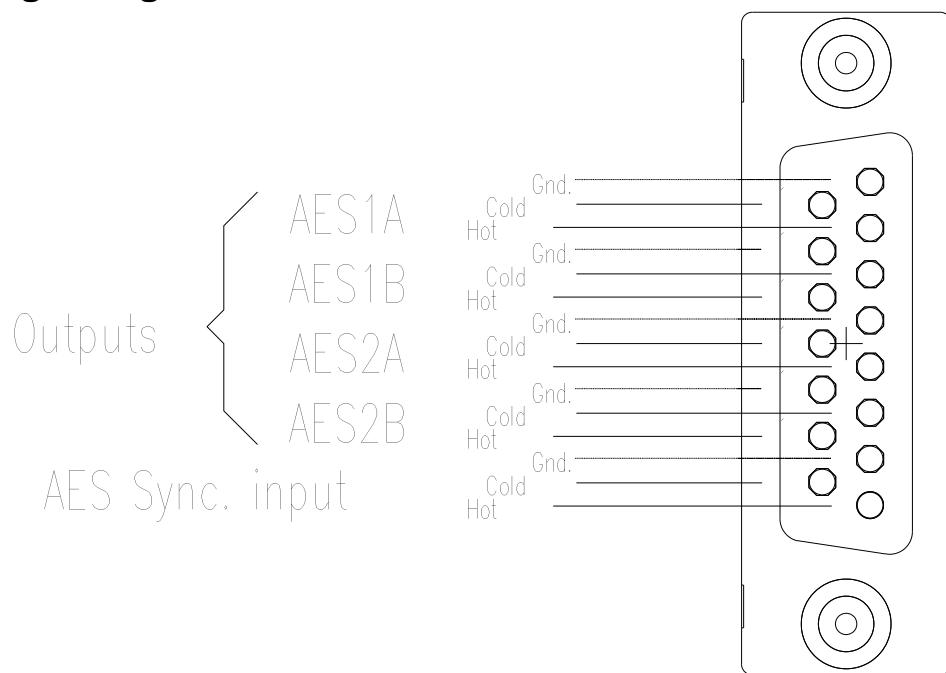 Gnd.
AES1A Cold
Hot
Gnd.
AES1B Cold
Hot
Outputs
Gnd.
AES2A Cold
Hot
Gnd.
AES2B Cold
Hot
Gnd.
AES Sync. input Cold
Hot